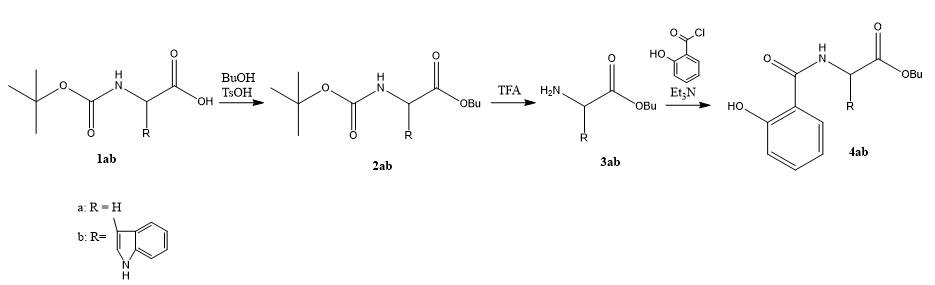 O
Cl
HO
O
H
N
O
OH
O
R
1ab
BuOH
TsOH
O
H
N
O
OBu
O
R
2ab
TFA
O
H₂N
OBu
R
3ab
Et₃N
O
H
N
O
OBu
R
HO
4ab
a: R = H
b: R=
N
H